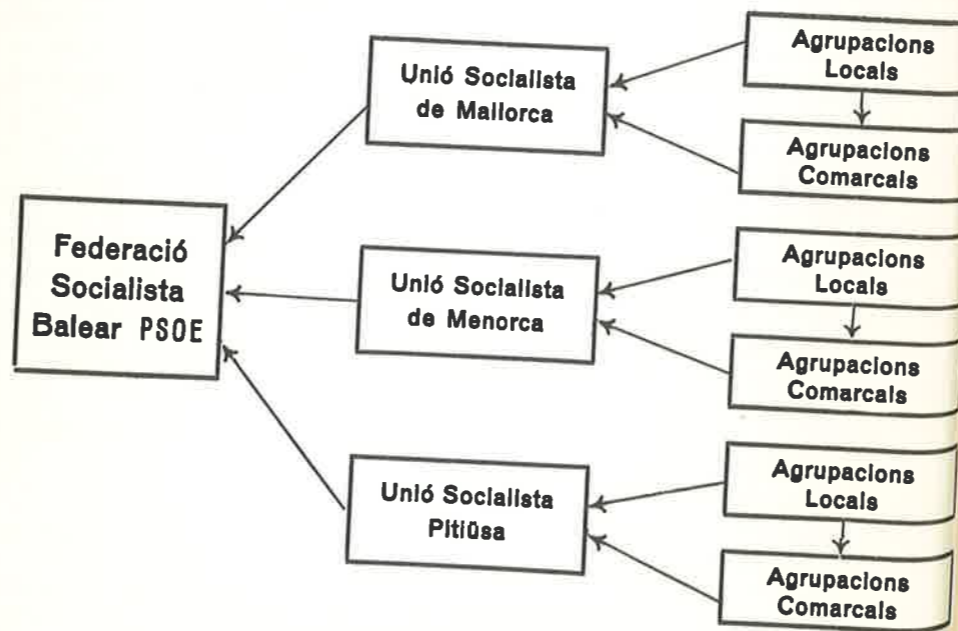 Federació
Socialista
Balear PSOE
Unió Socialista
de Mallorca
Agrupacions
Locals
Agrupacions
Comarcals
Unió Socialista
de Menorca
Agrupacions
Locals
Agrupacions
Comarcals
Unió Socialista
Pitiüsa
Agrupacions
Locals
Agrupacions
Comarcals